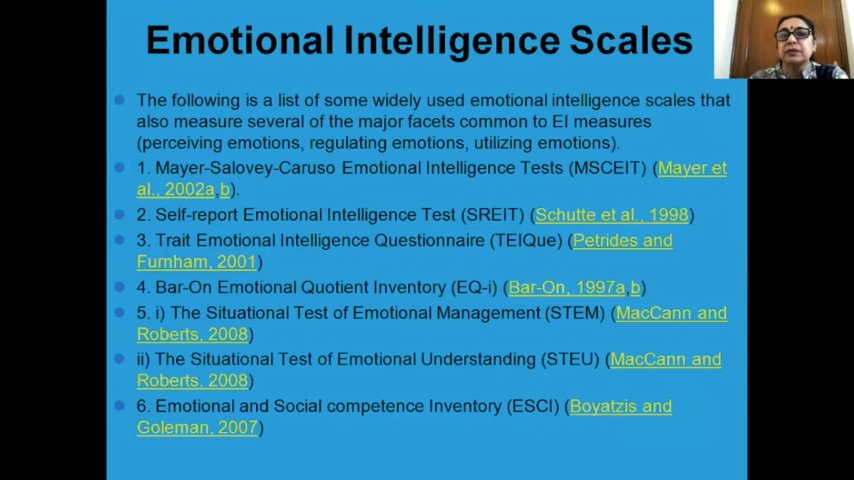 Emotional Intelligence Scales
The following is a list of some widely used emotional intelligence scales that
also measure several of the major facets common to EI measures
(perceiving emotions, regulating emotions, utilizing emotions).
1. Mayer-Salovey-Caruso Emotional Intelligence Tests (MSCEIT) (Mayer et
al., 2002a,b).
2. Self-report Emotional Intelligence Test (SREIT) (Schutte et al., 1998)
3. Trait Emotional Intelligence Questionnaire (TEIQue) (Petrides and
Furnham, 2001)
4. Bar-On Emotional Quotient Inventory (EQ-i) (Bar-On, 1997a,b)
5. i) The Situational Test of Emotional Management (STEM) (MacCann and
Roberts, 2008)
ii) The Situational Test of Emotional Understanding (STEU) (MacCann and
Roberts, 2008)
6. Emotional and Social competence Inventory (ESCI) (Boyatzis and
Goleman, 2007)